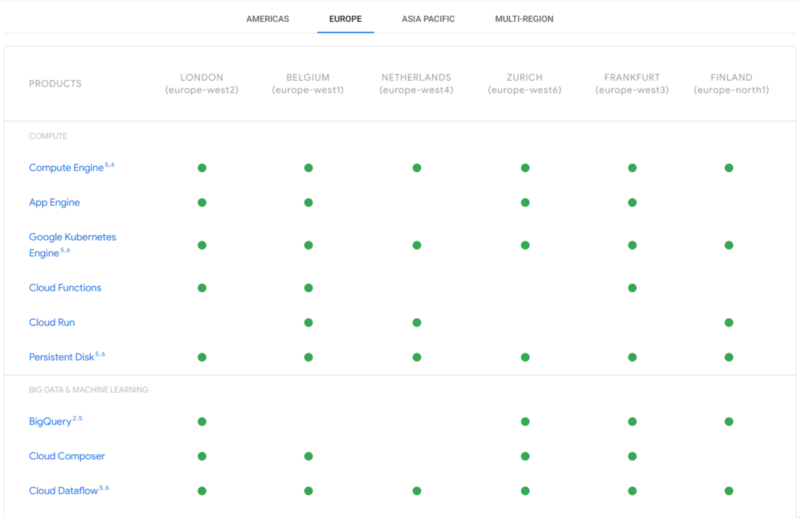 AMERICAS EUROPE ASIA PACIFIC MULTI-REGION
PRODUCTS LONDON BELGIUM NETHERLANDS ZURICH FRANKFURT FINLAND
(europe-west2) (europe-west1) (europe-west4) (europe-west6) (europe-west3) (europe-north1)
COMPUTE
Compute Engine 5,6
App Engine
Google Kubernetes
Engine 5,6
Cloud Functions
Cloud Run
Persistent Disk 5,6
BIG DATA & MACHINE LEARNING
BigQuery 2,5
Cloud Composer
Cloud Dataflow 5,6